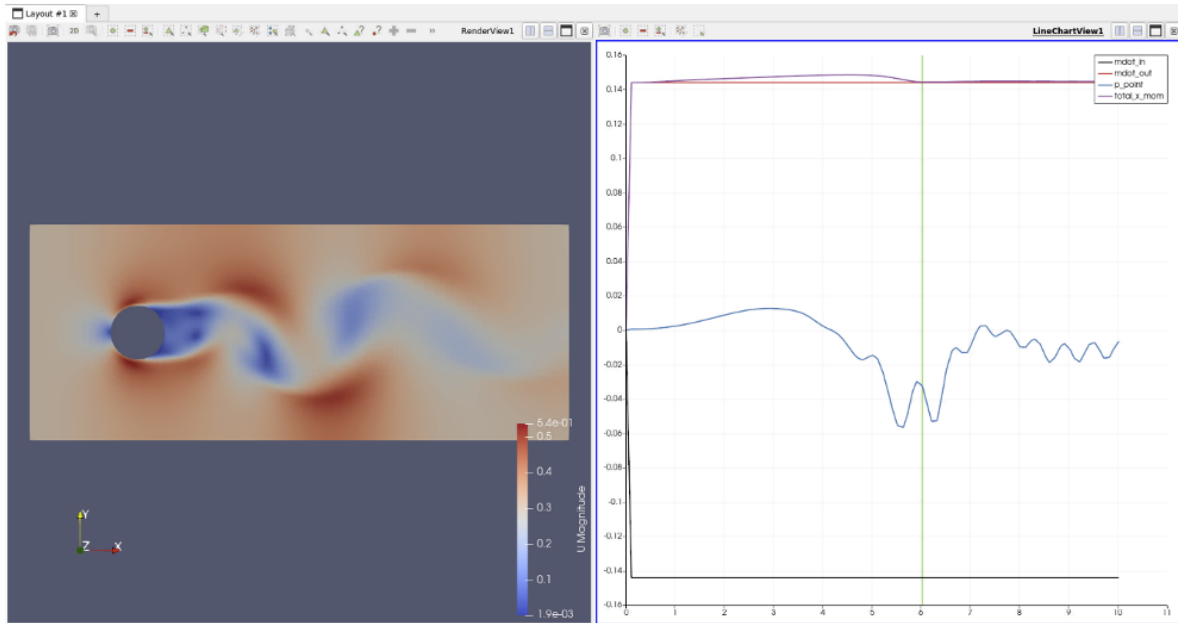 Layout #1
+
2D
RenderView1
LineChartView1
5.4e-01
0.5
0.4
0.3
0.2
0.1
1.9e-03
U Magnitude
Y
Z
X
mdot_in
mdot_out
p_point
total_x_mom
0.16
0.14
0.12
0.1
0.08
0.06
0.04
0.02
0
-0.02
-0.04
-0.06
-0.08
-0.1
-0.12
-0.14
-0.16
0 1 2 3 4 5 6 7 8 9 10 11